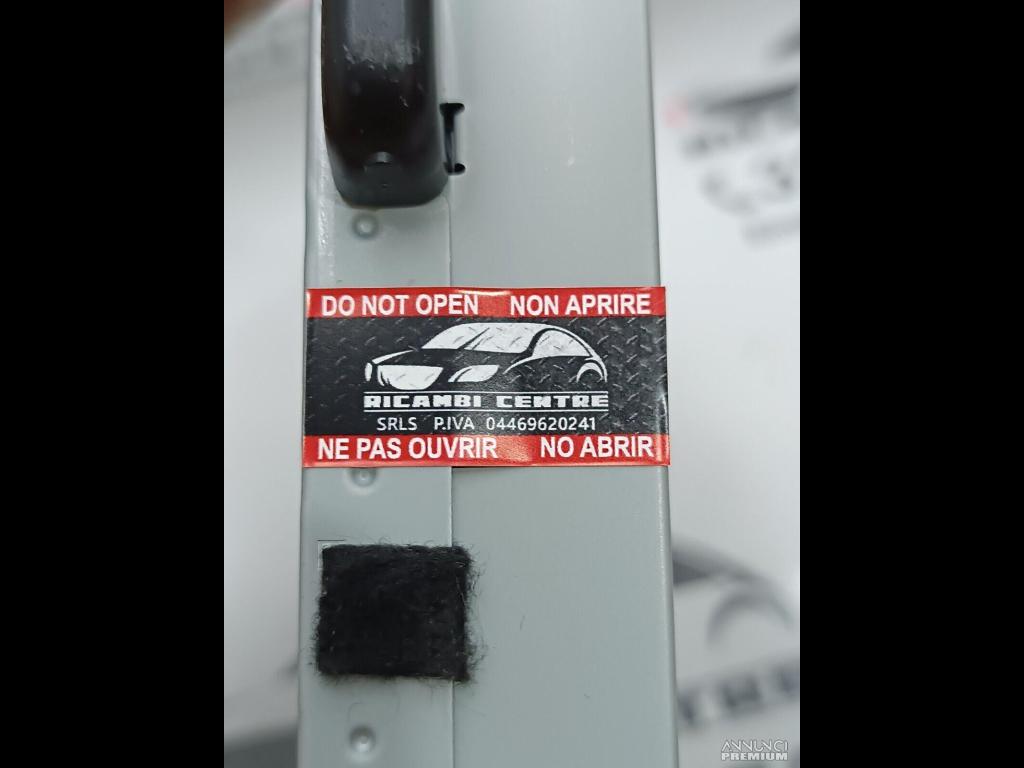 DO NOT OPEN NON APRIRE
RICAMBI CENTRE
SRLS P.IVA 04469620241
NE PAS OUVRIR NO ABRIR
ANNUNCI
PREMIUM